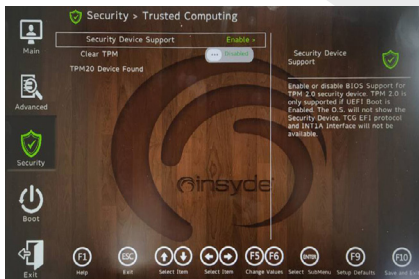 Security > Trusted Computing
Main
Advanced
Security
Boot
Exit
Security Device Support
Enable
Clear TPM
Disabled
TPM20 Device Found
Security Device
Support
Enable or disable BIOS Support for
TPM 2.0 security device. TPM 2.0 is
only supported if UEFI Boot is
Enabled. The O.S. will not show the
Security Device. TCG EFI protocol
and INT1A Interface will not be
available.
insyde
F1
Help
ESC
Exit
Select Item
Select Item
F5 F6
Change Values
ENTER
Select SubMenu
F9
Setup Defaults
F10
Save and Exit